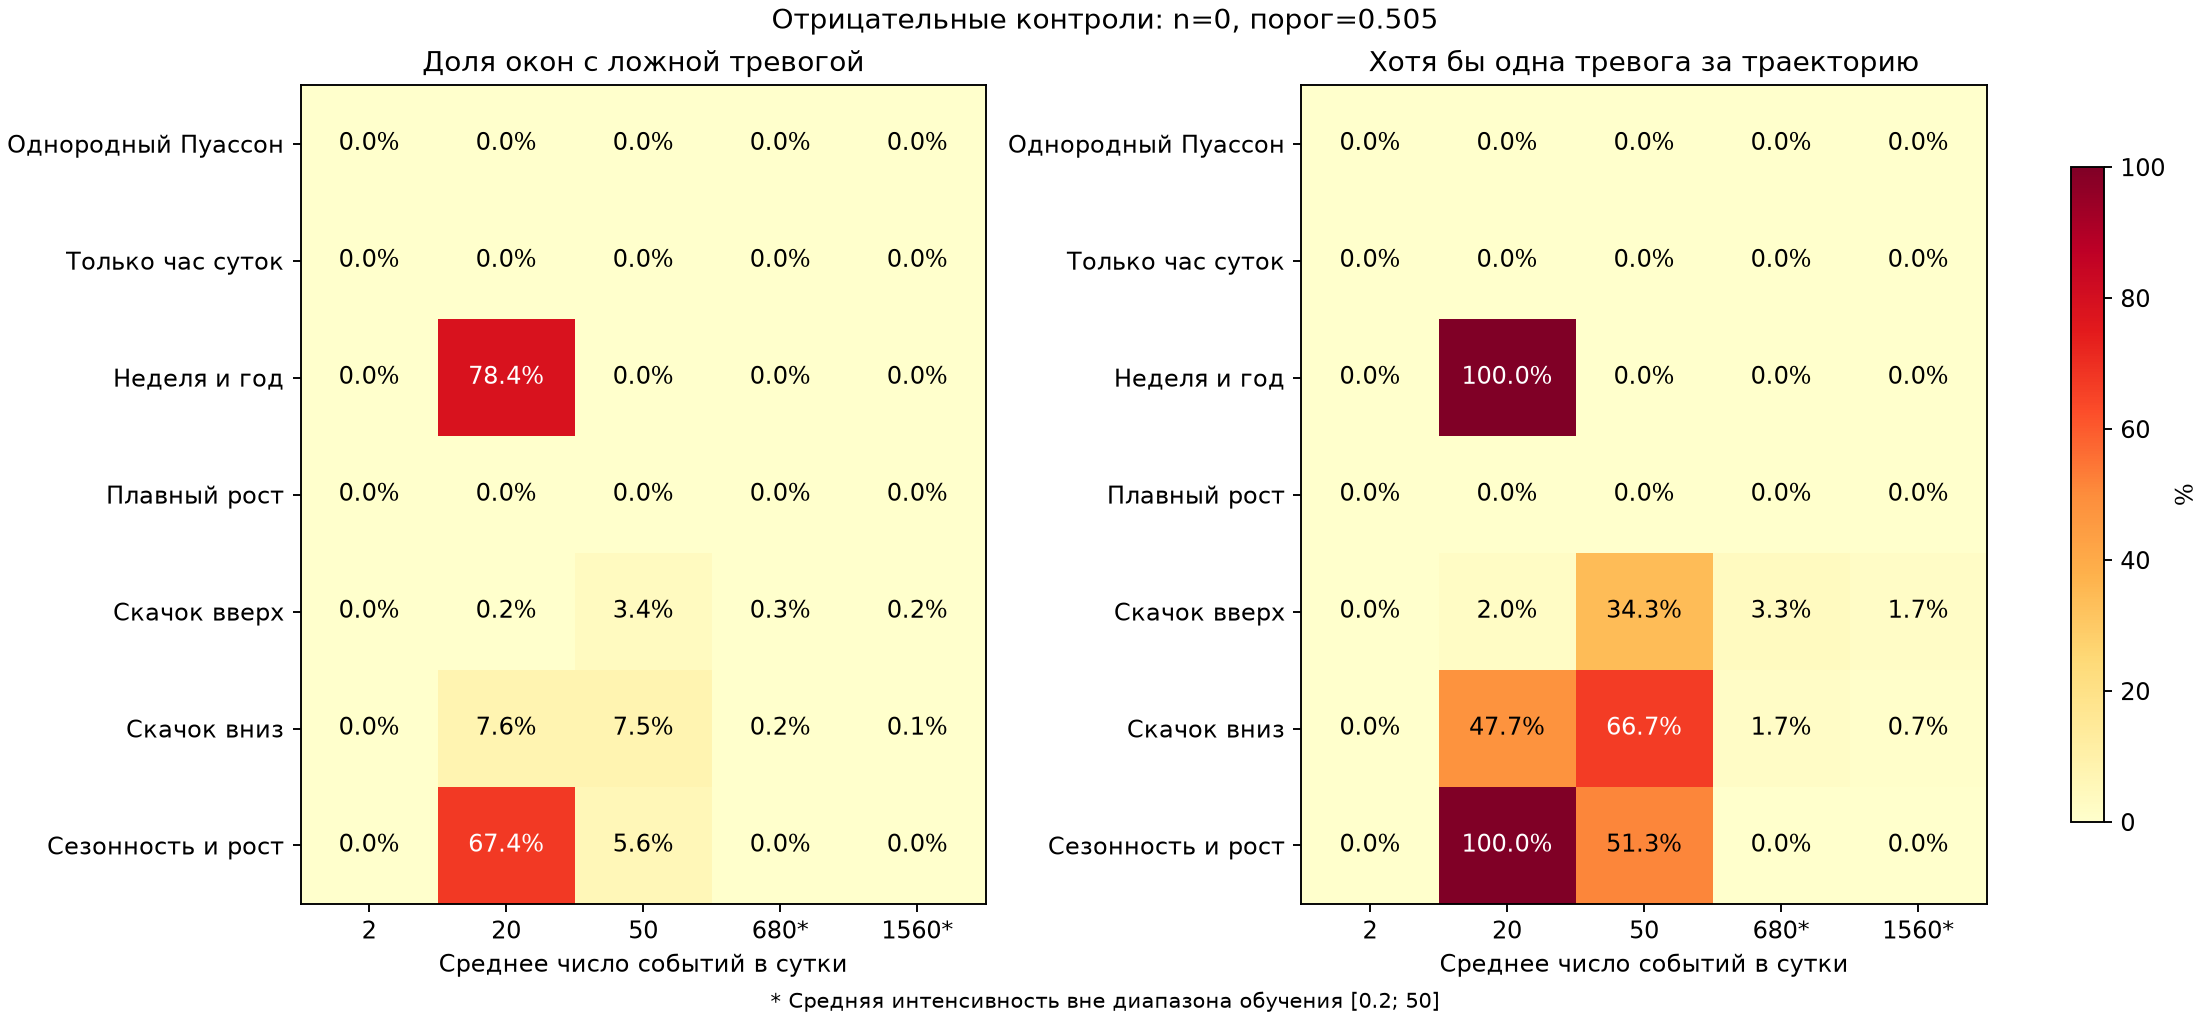 Отрицательные контроли: n=0, порог=0.505
Доля окон с ложной тревогой
Однородный Пуассон 0.0% 0.0% 0.0% 0.0% 0.0%
Только час суток 0.0% 0.0% 0.0% 0.0% 0.0%
Неделя и год 0.0% 78.4% 0.0% 0.0% 0.0%
Плавный рост 0.0% 0.0% 0.0% 0.0% 0.0%
Скачок вверх 0.0% 0.2% 3.4% 0.3% 0.2%
Скачок вниз 0.0% 7.6% 7.5% 0.2% 0.1%
Сезонность и рост 0.0% 67.4% 5.6% 0.0% 0.0%
2 20 50 680* 1560*
Среднее число событий в сутки
Хотя бы одна тревога за траекторию
Однородный Пуассон 0.0% 0.0% 0.0% 0.0% 0.0%
Только час суток 0.0% 0.0% 0.0% 0.0% 0.0%
Неделя и год 0.0% 100.0% 0.0% 0.0% 0.0%
Плавный рост 0.0% 0.0% 0.0% 0.0% 0.0%
Скачок вверх 0.0% 2.0% 34.3% 3.3% 1.7%
Скачок вниз 0.0% 47.7% 66.7% 1.7% 0.7%
Сезонность и рост 0.0% 100.0% 51.3% 0.0% 0.0%
2 20 50 680* 1560*
Среднее число событий в сутки
100
80
60
40
20
0
%
* Средняя интенсивность вне диапазона обучения [0.2; 50]